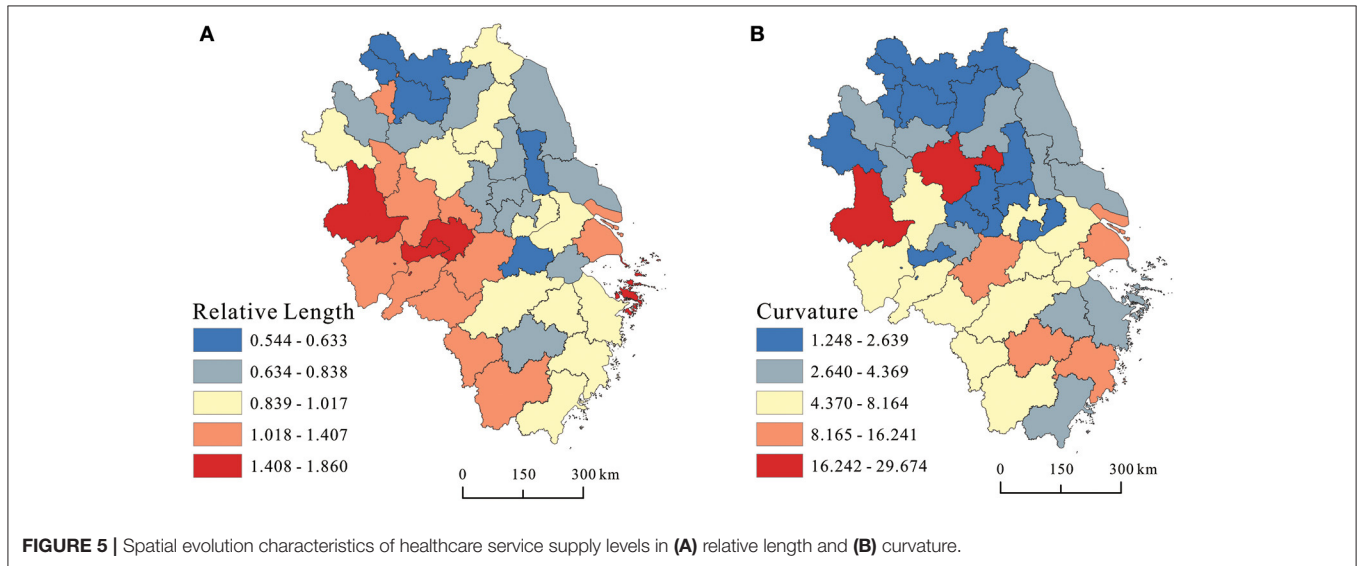 A
B
Relative Length
0.544 - 0.633
0.634 - 0.838
0.839 - 1.017
1.018 - 1.407
1.408 - 1.860
0 150 300 km
Curvature
1.248 - 2.639
2.640 - 4.369
4.370 - 8.164
8.165 - 16.241
16.242 - 29.674
0 150 300 km
FIGURE 5 | Spatial evolution characteristics of healthcare service supply levels in (A) relative length and (B) curvature.